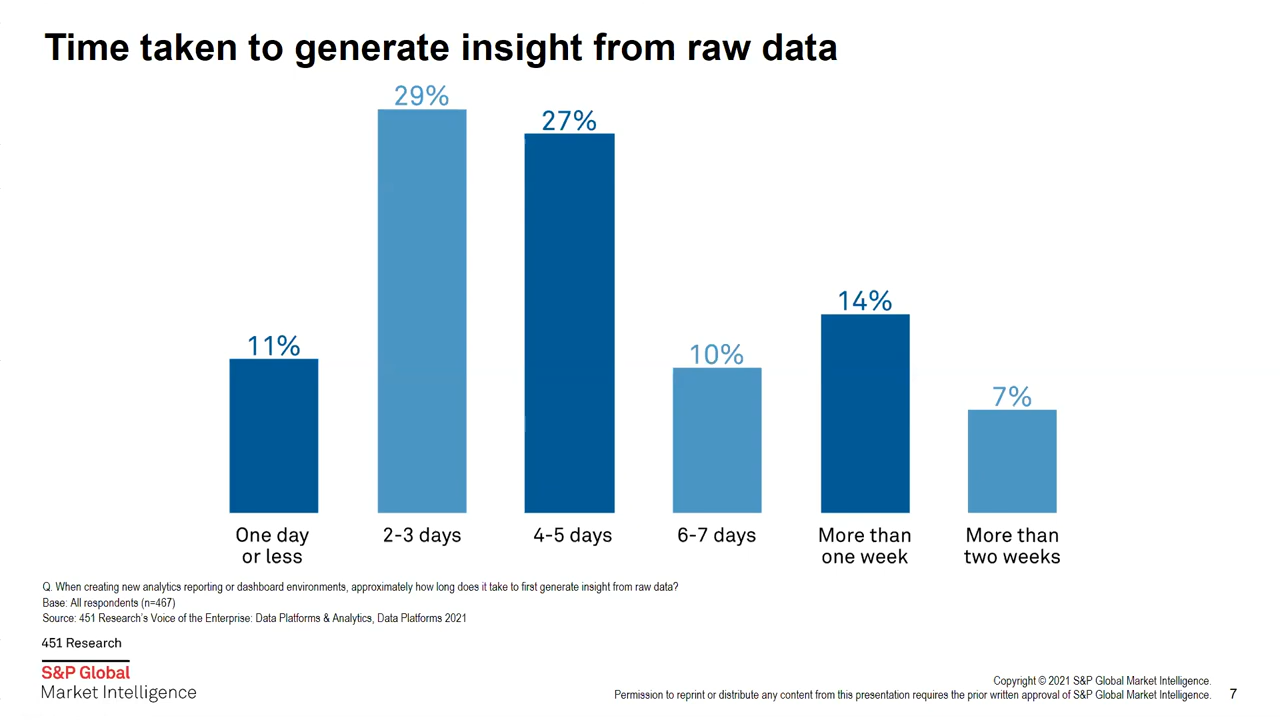 Time taken to generate insight from raw data
29%
27%
14%
11%
10%
7%
One day
or less
2-3 days
4-5 days
6-7 days
More than
one week
More than
two weeks
Q. When creating new analytics reporting or dashboard environments, approximately how long does it take to first generate insight from raw data?
Base: All respondents (n=467)
Source: 451 Research's Voice of the Enterprise: Data Platforms & Analytics, Data Platforms 2021
451 Research
S&P Global
Market Intelligence
Copyright © 2021 S&P Global Market Intelligence.
Permission to reprint or distribute any content from this presentation requires the prior written approval of S&P Global Market Intelligence.
7